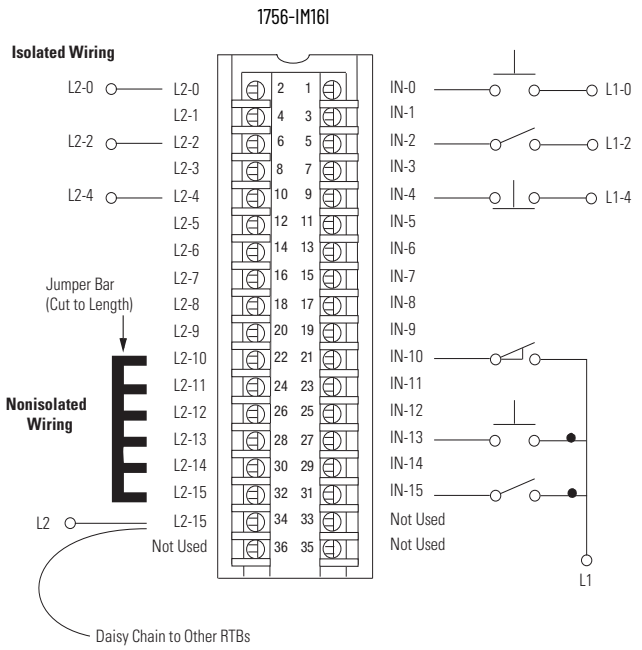 1756-IM16I
Isolated Wiring
L2-0 L2-0 2 1 IN-0 L1-0
L2-1 4 3 IN-1
L2-2 L2-2 6 5 IN-2 L1-2
L2-3 8 7 IN-3
L2-4 L2-4 10 9 IN-4 L1-4
L2-5 12 11 IN-5
L2-6 14 13 IN-6
L2-7 16 15 IN-7
Jumper Bar
(Cut to Length)
L2-8 18 17 IN-8
L2-9 20 19 IN-9
L2-10 22 21 IN-10
L2-11 24 23 IN-11
Nonisolated
Wiring
L2-12 26 25 IN-12
L2-13 28 27 IN-13
L2-14 30 29 IN-14
L2-15 32 31 IN-15
L2 L2-15 34 33 Not Used
Not Used 36 35 Not Used
L1
Daisy Chain to Other RTBs